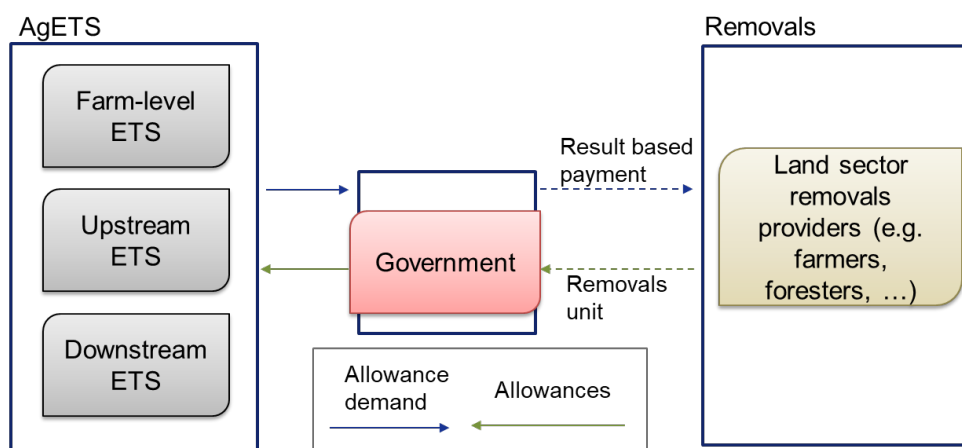 AgETS
Farm-level
ETS
Upstream
ETS
Downstream
ETS
Result based
payment
Government
Removals
unit
Allowance
demand
Allowances
Removals
Land sector
removals
providers (e.g.
farmers,
foresters, …)